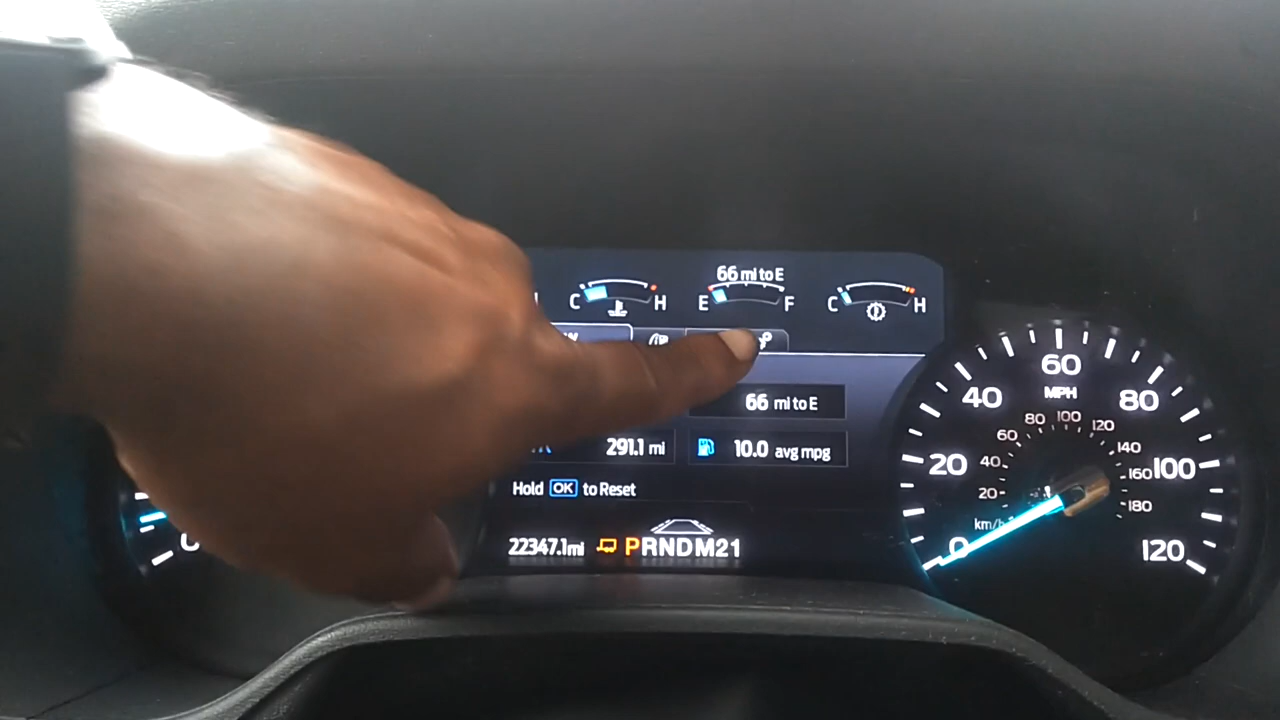 66 mi to E
C H E F C H
66 mi to E
291.1 mi 10.0 avg mpg
Hold OK to Reset
22347.1mi PRNDM21
0 20 40 60 80 100 120
MPH
20 40 60 80 100 120 140 160 180
km/h